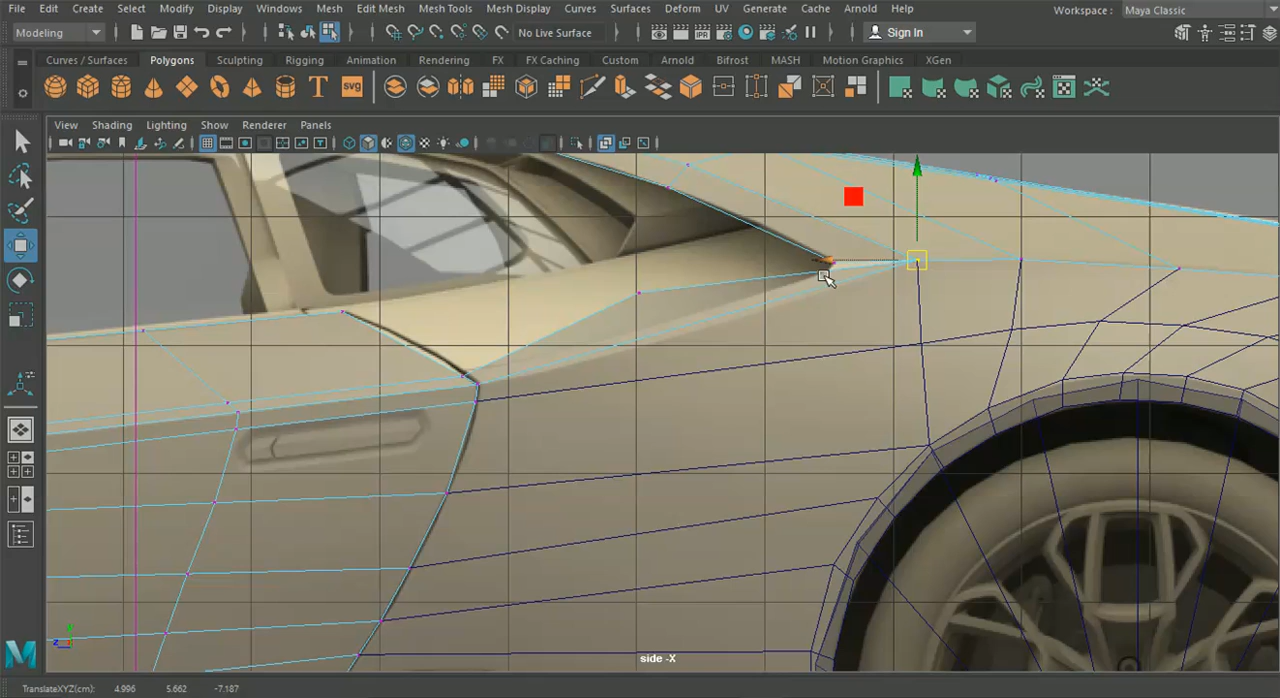 File Edit Create Select Modify Display Windows Mesh Edit Mesh Mesh Tools Mesh Display Curves Surfaces Deform UV Generate Cache Arnold Help Workspace : Maya Classic
Modeling No Live Surface Sign In
Curves / Surfaces Polygons Sculpting Rigging Animation Rendering FX FX Caching Custom Arnold Bifrost MASH Motion Graphics XGen
T SVG IPR
View Shading Lighting Show Renderer Panels
side -X
TranslateXYZ(cm): 4.996 5.662 -7.187